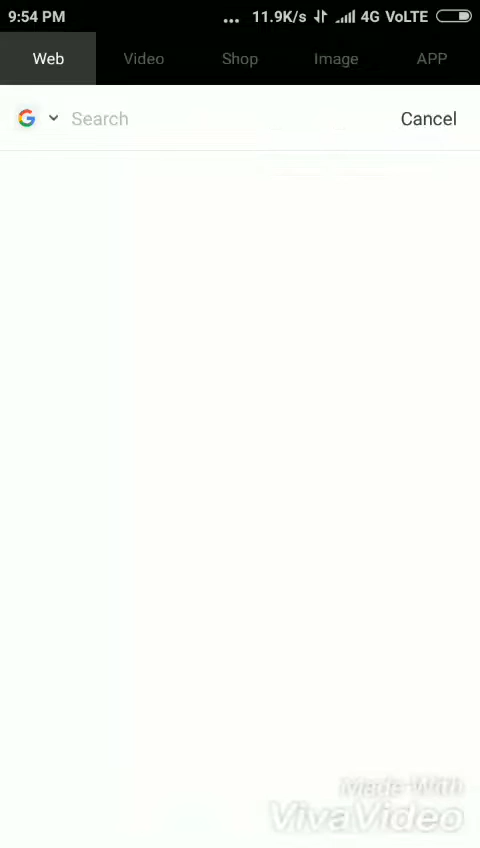 9:54 PM ... 11.9K/s 4G VoLTE
Web Video Shop Image APP
G Search Cancel
Made With
VivaVideo